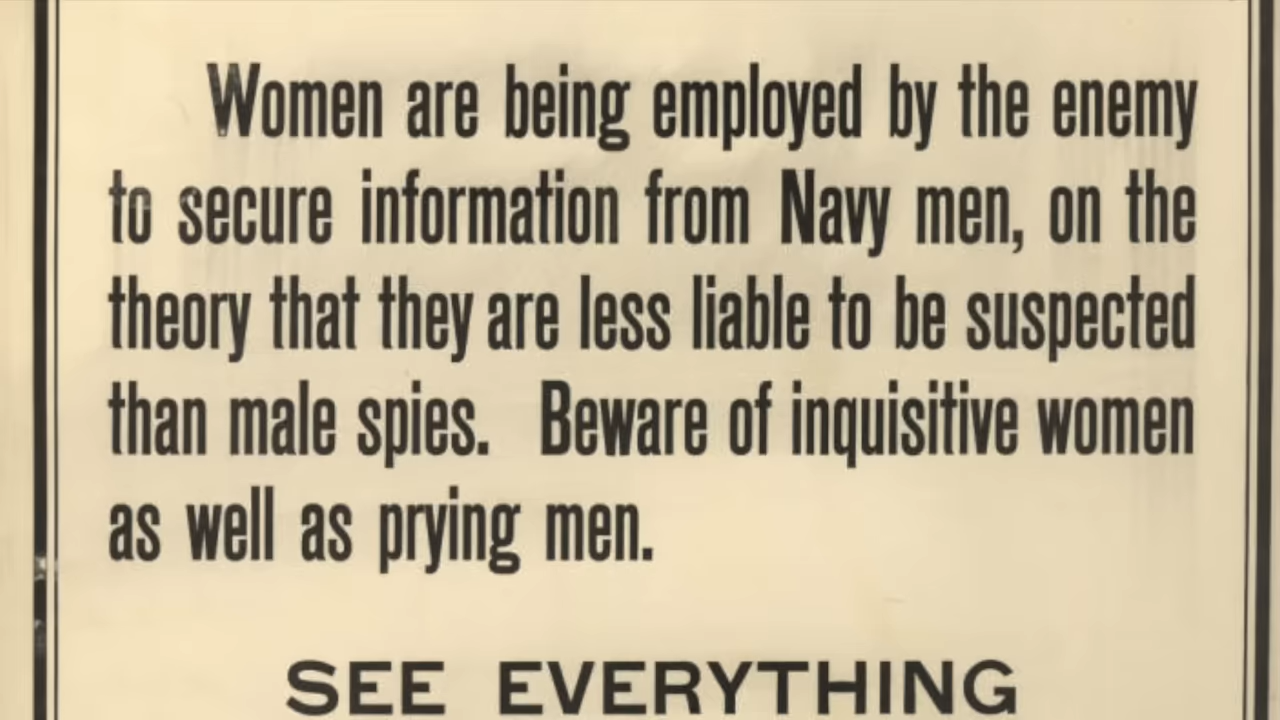 Women are being employed by the enemy
to secure information from Navy men, on the
theory that they are less liable to be suspected
than male spies. Beware of inquisitive women
as well as prying men.
SEE EVERYTHING